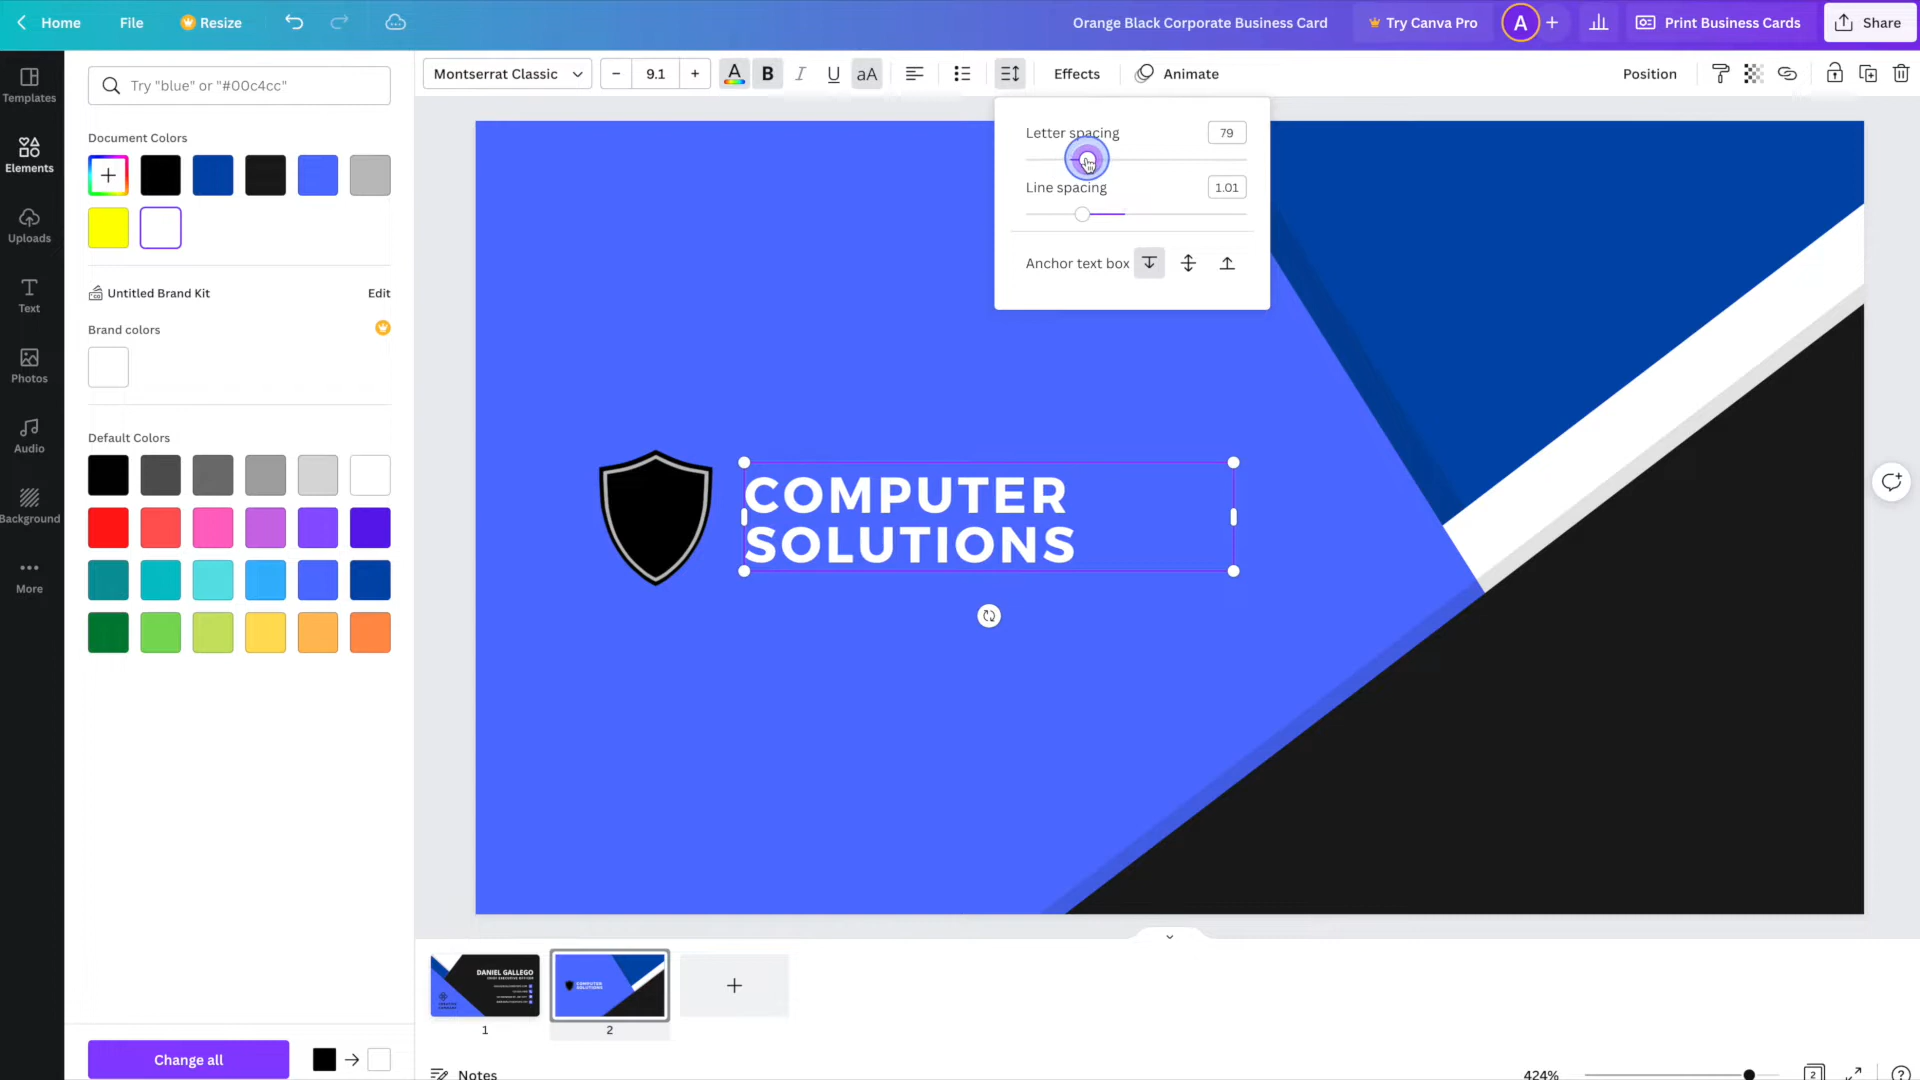 Home
File
Resize
Orange Black Corporate Business Card
Try Canva Pro
A
Print Business Cards
Share
Templates
Elements
Uploads
Text
Photos
Audio
Background
More
Try "blue" or "#00c4cc"
Document Colors
Untitled Brand Kit
Edit
Brand colors
Default Colors
Change all
Montserrat Classic
9.1
A
B
I
U
aA
Effects
Animate
Position
Letter spacing
79
Line spacing
1.01
Anchor text box
COMPUTER
SOLUTIONS
DANIEL GALLEGO
COMPUTER
SOLUTIONS
1
2
Notes
424%
2